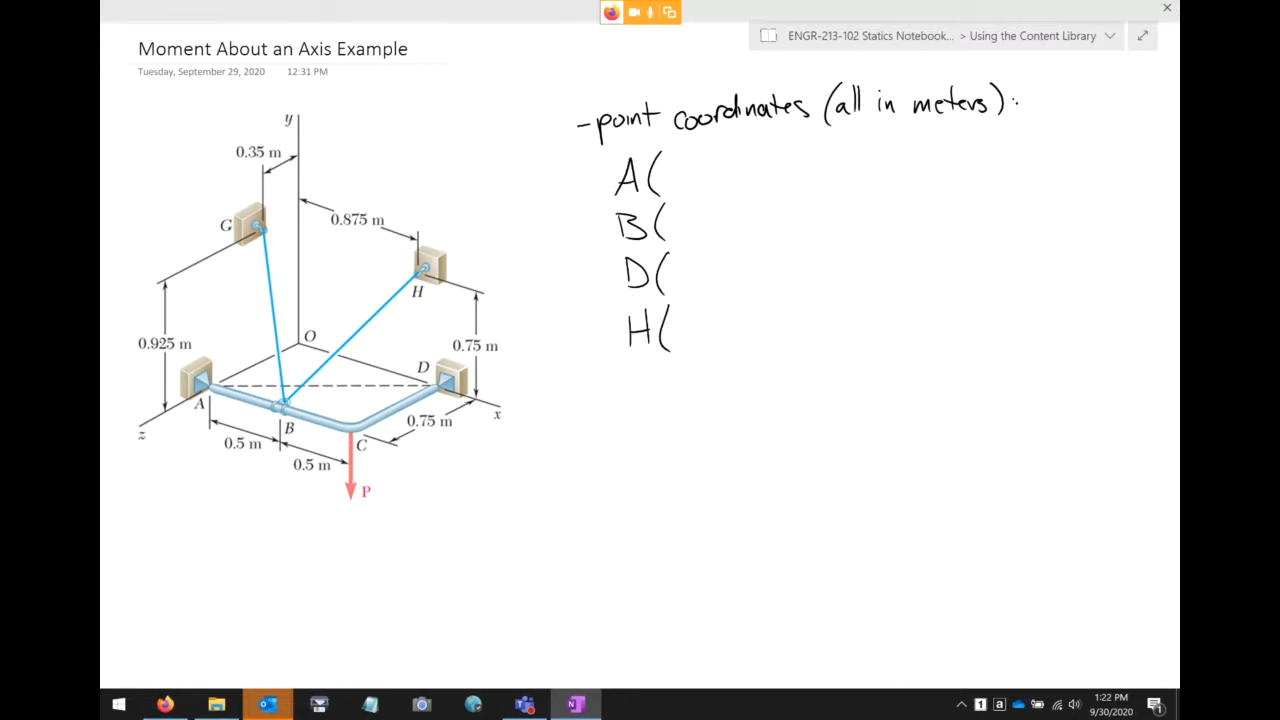 ENGR-213-102 Statics Notebook... > Using the Content Library
Moment About an Axis Example
Tuesday, September 29, 2020 12:31 PM
-point coordinates (all in meters):
A(
B(
D(
H(
y
0.35 m
0.875 m
G
H
O
0.925 m
0.75 m
D
A
x
B
0.75 m
z
0.5 m
C
0.5 m
P
1:22 PM
9/30/2020